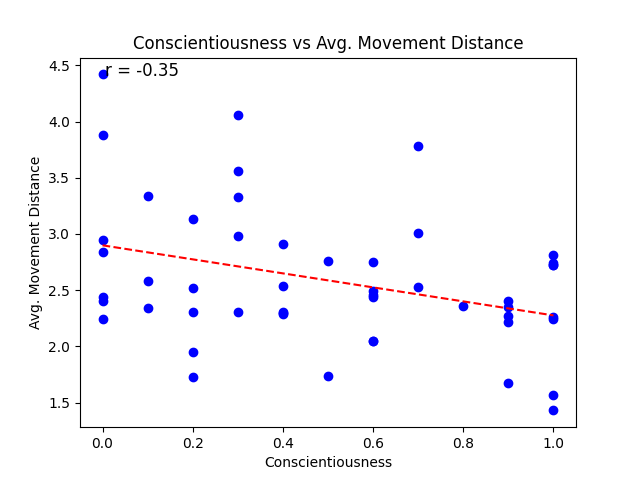 Conscientiousness vs Avg. Movement Distance
r = -0.35
4.5
4.0
3.5
3.0
2.5
2.0
1.5
Avg. Movement Distance
0.0 0.2 0.4 0.6 0.8 1.0
Conscientiousness